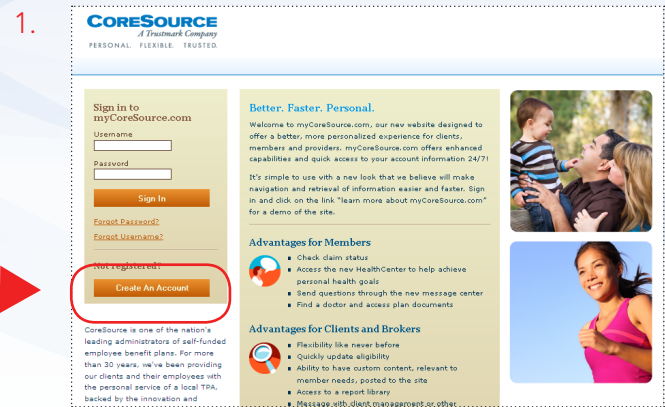 1.
CORESOURCE
A Trustmark Company
PERSONAL. FLEXIBLE. TRUSTED.
Sign in to
myCoreSource.com
Username
Password
Sign In
Forgot Password?
Forgot Username?
Not registered?
Create An Account
CoreSource is one of the nation's
leading administrators of self-funded
employee benefit plans. For more
than 30 years, we've been providing
our clients and their employees with
the personal service of a local TPA,
backed by the innovation and
Better. Faster. Personal.
Welcome to myCoreSource.com, our new website designed to
offer a better, more personalized experience for clients,
members and providers. myCoreSource.com offers enhanced
capabilities and quick access to your account information 24/7!
It's simple to use with a new look that we believe will make
navigation and retrieval of information easier and faster. Sign
in and click on the link "learn more about myCoreSource.com"
for a demo of the site.
Advantages for Members
Check claim status
Access the new HealthCenter to help achieve
personal health goals
Send questions through the new message center
Find a doctor and access plan documents
Advantages for Clients and Brokers
Flexibility like never before
Quickly update eligibility
Ability to have custom content, relevant to
member needs, posted to the site
Access to a report library
Message with client management or other